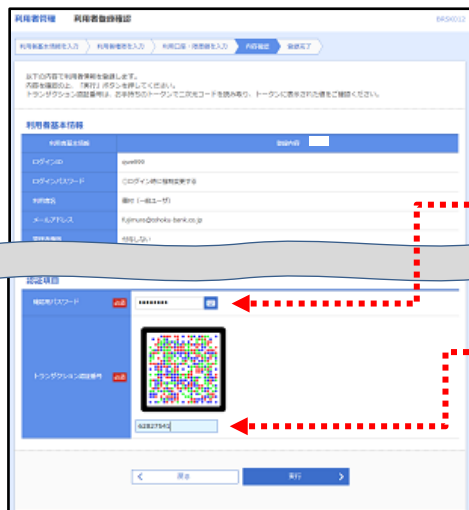 利用者管理 利用者登録確認 BRSK012
利用者基本情報を入力 利用者権限を入力 利用口座・限度額を入力 内容確認 登録完了
以下の内容で利用者情報を登録します。
内容を確認の上、「実行」ボタンを押してください。
トランザクション認証番号は、お手持ちのトークンで二次元コードを読み取り、トークンに表示された値をご確認ください。
利用者基本情報
利用者基本情報 登録内容
ログインID
ログインパスワード ○ログイン時に強制変更する
利用者名
メールアドレス
付与しない
認証項目
確認用パスワード 必須
トランザクション認証番号 必須
62827541
戻る 実行